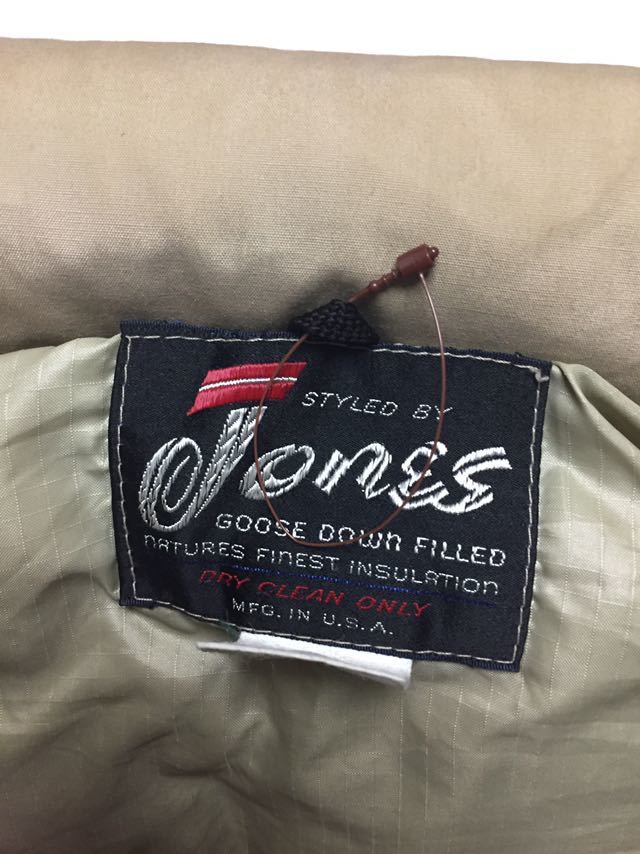 STYLED BY
Jones
GOOSE DOWN FILLED
NATURES FINEST INSULATION
DRY CLEAN ONLY
MFG. IN U.S.A.